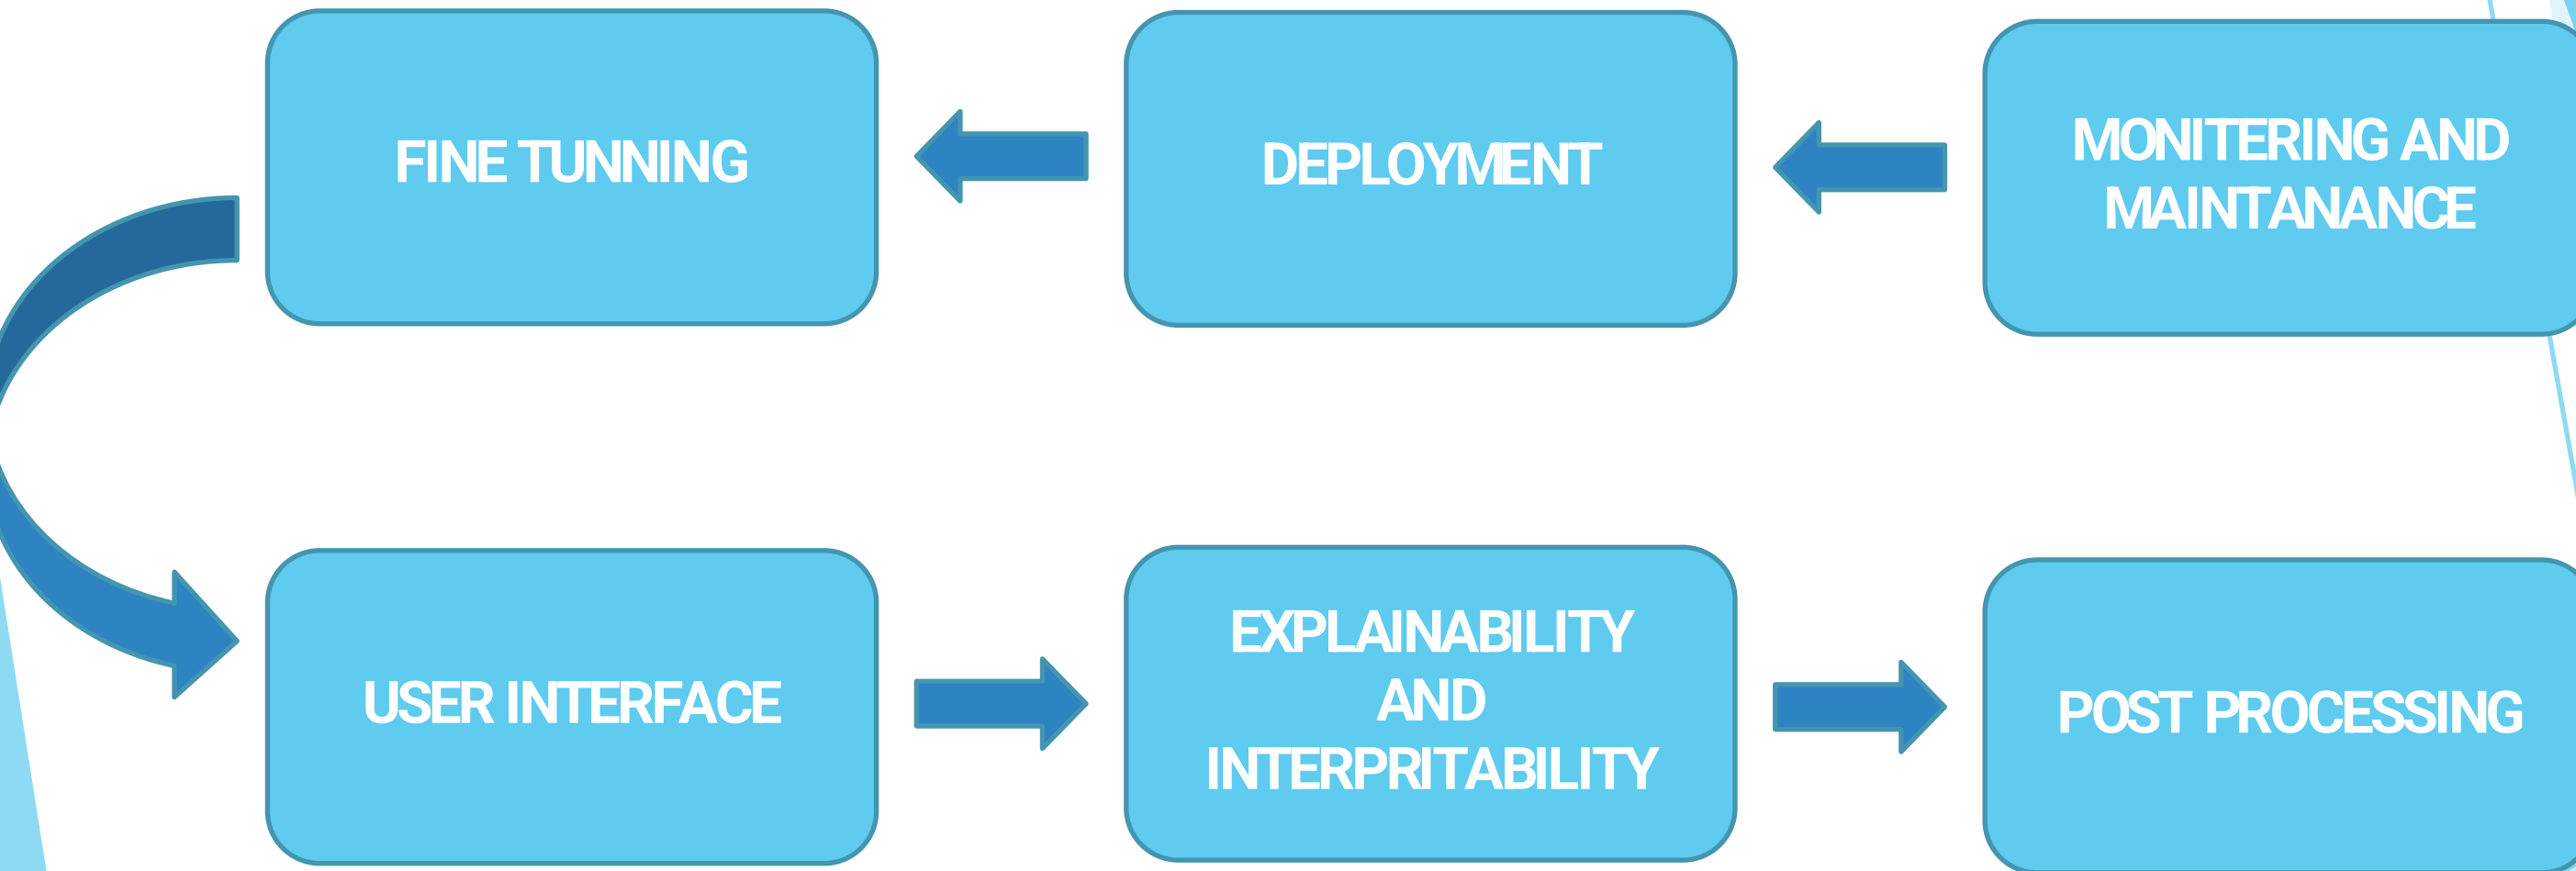 FINE TUNNING
DEPLOYMENT
MONITERING AND
MAINTANANCE
USER INTERFACE
EXPLAINABILITY
AND
INTERPRITABILITY
POST PROCESSING